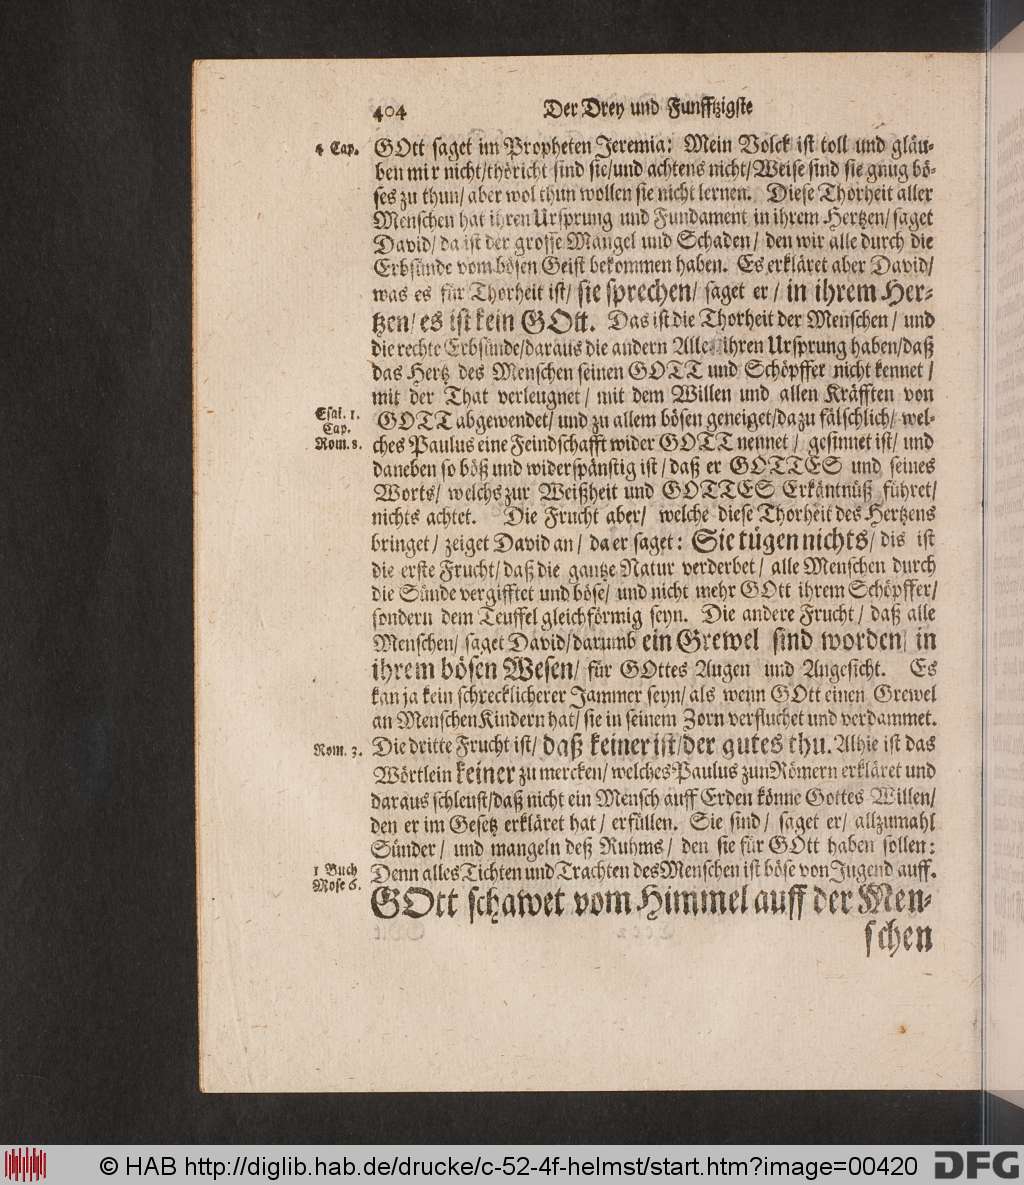 404 Der Drey und Funfftzigste
4 Cap. GOtt saget im Propheten Jeremia: Mein Volck ist toll und gläu-
ben mir nicht/thöricht sind sie/und achtens nicht/Weise sind sie gnug bö-
ses zu thun/ aber wol thun wollen sie nicht lernen. Diese Thorheit aller
Menschen hat ihren Ursprung und Fundament in ihrem Hertzen/ saget
David/ da ist der grosse Mangel und Schaden/ den wir alle durch die
Erbsünde vom bösen Geist bekommen haben. Es erkläret aber David/
was es für Thorheit ist/ sie sprechen/ saget er/ in ihrem Her-
tzen/ es ist kein GOtt. Das ist die Thorheit der Menschen/ und
die rechte Erbsünde/daraus die andern Alle ihren Ursprung haben/daß
das Hertz des Menschen seinen GOTT und Schöpffer nicht kennet/
mit der That verleugnet/ mit dem Willen und allen Kräfften von
Esai. 1.
Cap.
GOTT abgewendet/ und zu allem bösen geneiget/dazu fälschlich/ wel-
Rom. 8. ches Paulus eine Feindschafft wider GOTT nennet/ gesinnet ist/ und
daneben so böß und widerspänstig ist/ daß er GOTTES und seines
Worts/ welchs zur Weißheit und GOTTES Erkäntnüß führet/
nichts achtet. Die Frucht aber/ welche diese Thorheit des Hertzens
bringet/ zeiget David an/ da er saget: Sie tügen nichts/ dis ist
die erste Frucht/ daß die gantze Natur verderbet/ alle Menschen durch
die Sünde vergifftet und böse/ und nicht mehr GOtt ihrem Schöpffer/
sondern dem Teuffel gleichförmig seyn. Die andere Frucht/ daß alle
Menschen/ saget David/darumb ein Grewel sind worden/ in
ihrem bösen Wesen/ für GOttes Augen und Angesicht. Es
kan ja kein schrecklicherer Jammer seyn/ als wenn GOtt einen Grewel
an MenschenKindern hat/ sie in seinem Zorn verfluchet und verdammet.
Rom. 3. Die dritte Frucht ist/ daß keiner ist/der gutes thu. Alhie ist das
Wörtlein keiner zu mercken/ welches Paulus zun Römern erkläret und
daraus schleust/daß nicht ein Mensch auff Erden könne Gottes Willen/
den er im Gesetz erkläret hat/ erfüllen. Sie sind/ saget er/ allzumahl
Sünder/ und mangeln deß Ruhms/ den sie für GOtt haben sollen:
1 Buch
Mose 6.
Denn alles Tichten und Trachten des Menschen ist böse von Jugend auff.
GOtt schawet vom Himmel auff der Men-
schen
© HAB http://diglib.hab.de/drucke/c-52-4f-helmst/start.htm?image=00420 DFG